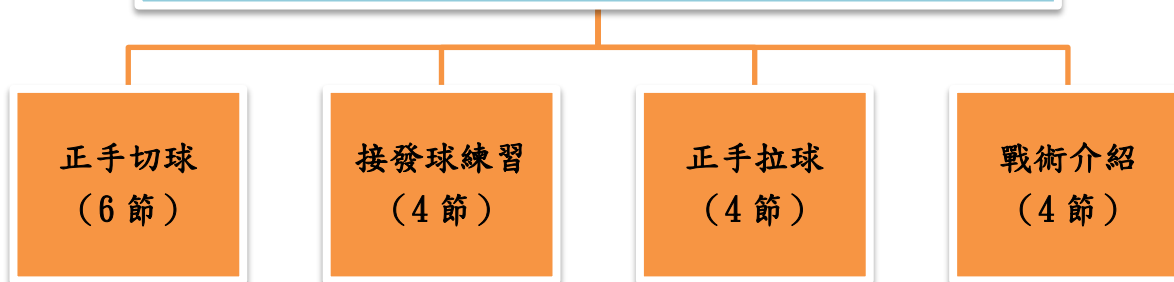 正手切球
（6 節）
接發球練習
（4 節）
正手拉球
（4 節）
戰術介紹
（4 節）